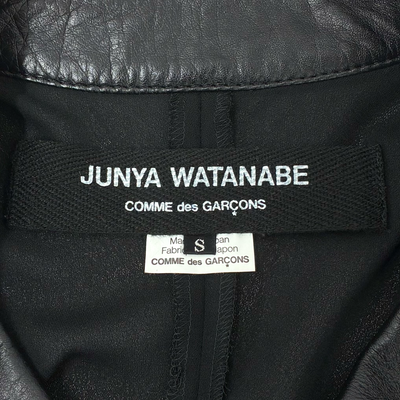 JUNYA WATANABE
COMME des GARÇONS
S
COMME des GARÇONS